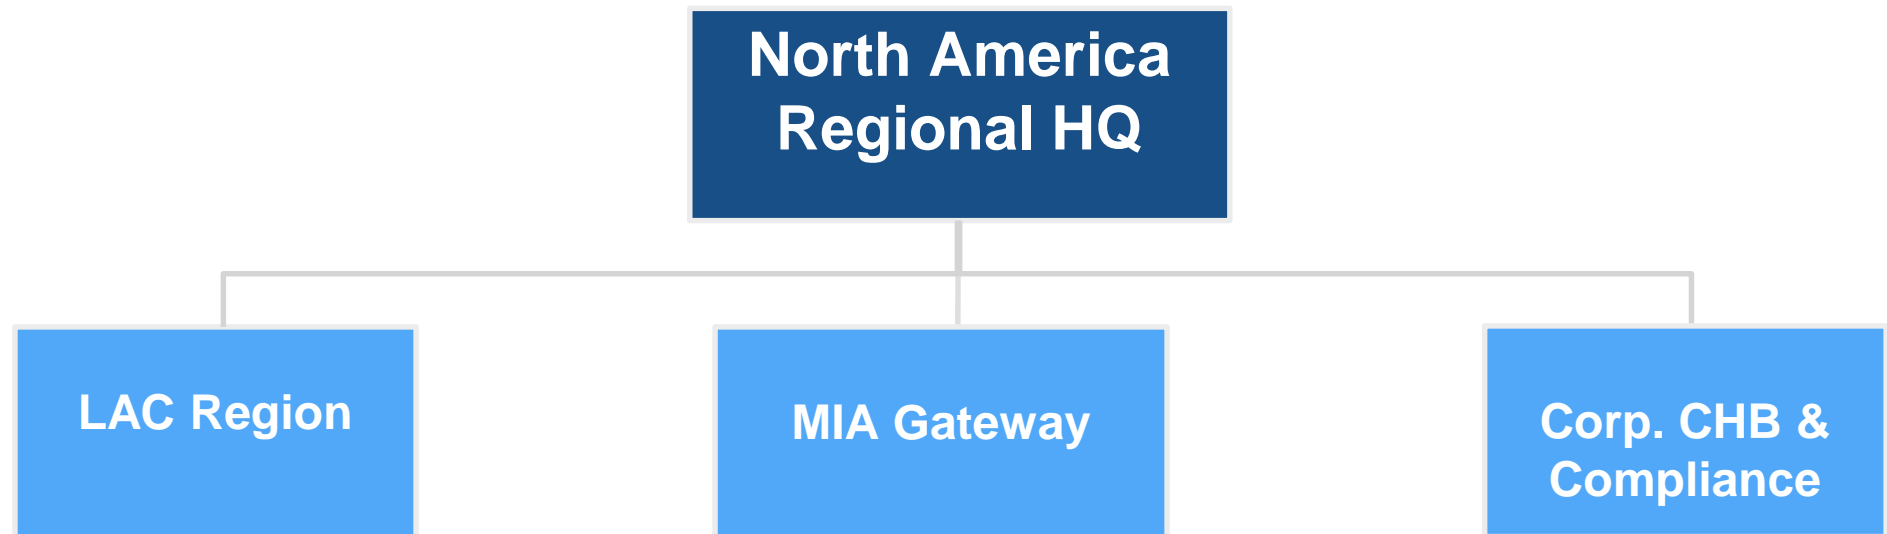 North America
Regional HQ
LAC Region
MIA Gateway
Corp. CHB &
Compliance